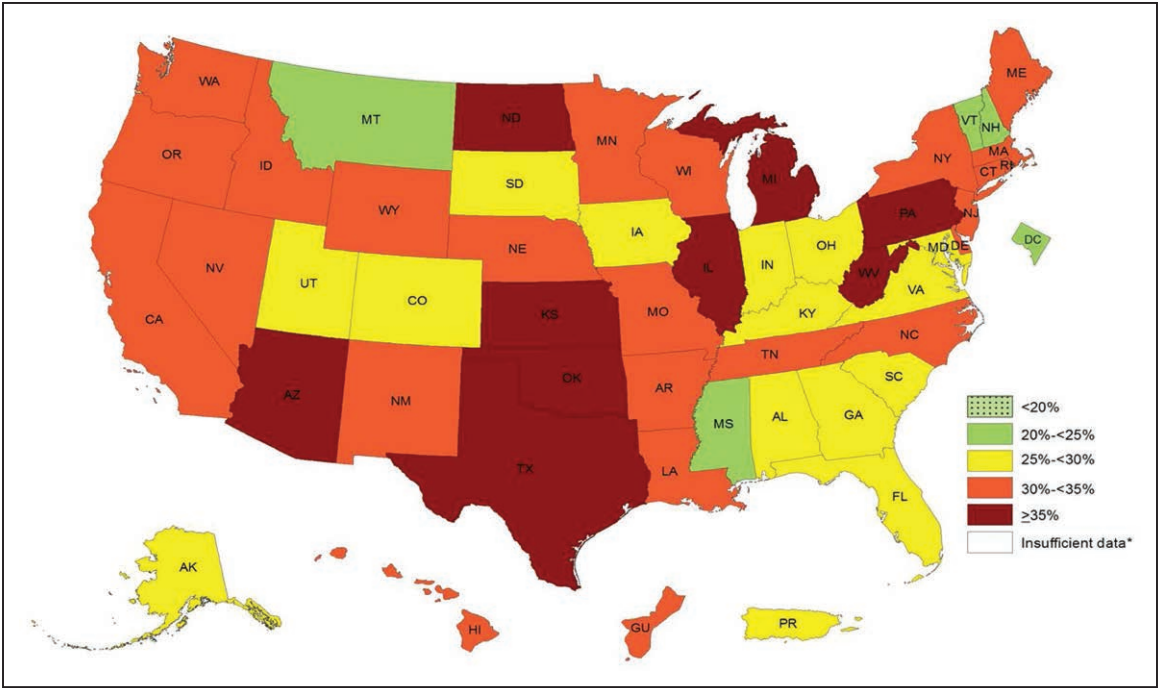 WA
OR
ID
MT
ND
MN
WI
MI
ME
VT
NH
NY
MA
CT
NJ
PA
DC
SD
WY
IA
NE
IL
IN
OH
WV
MD
DE
VA
KY
NV
UT
CO
KS
MO
CA
AZ
NM
OK
AR
TN
NC
SC
TX
LA
MS
AL
GA
FL
AK
HI
GU
PR
<20%
20%-<25%
25%-<30%
30%-<35%
≥35%
Insufficient data*